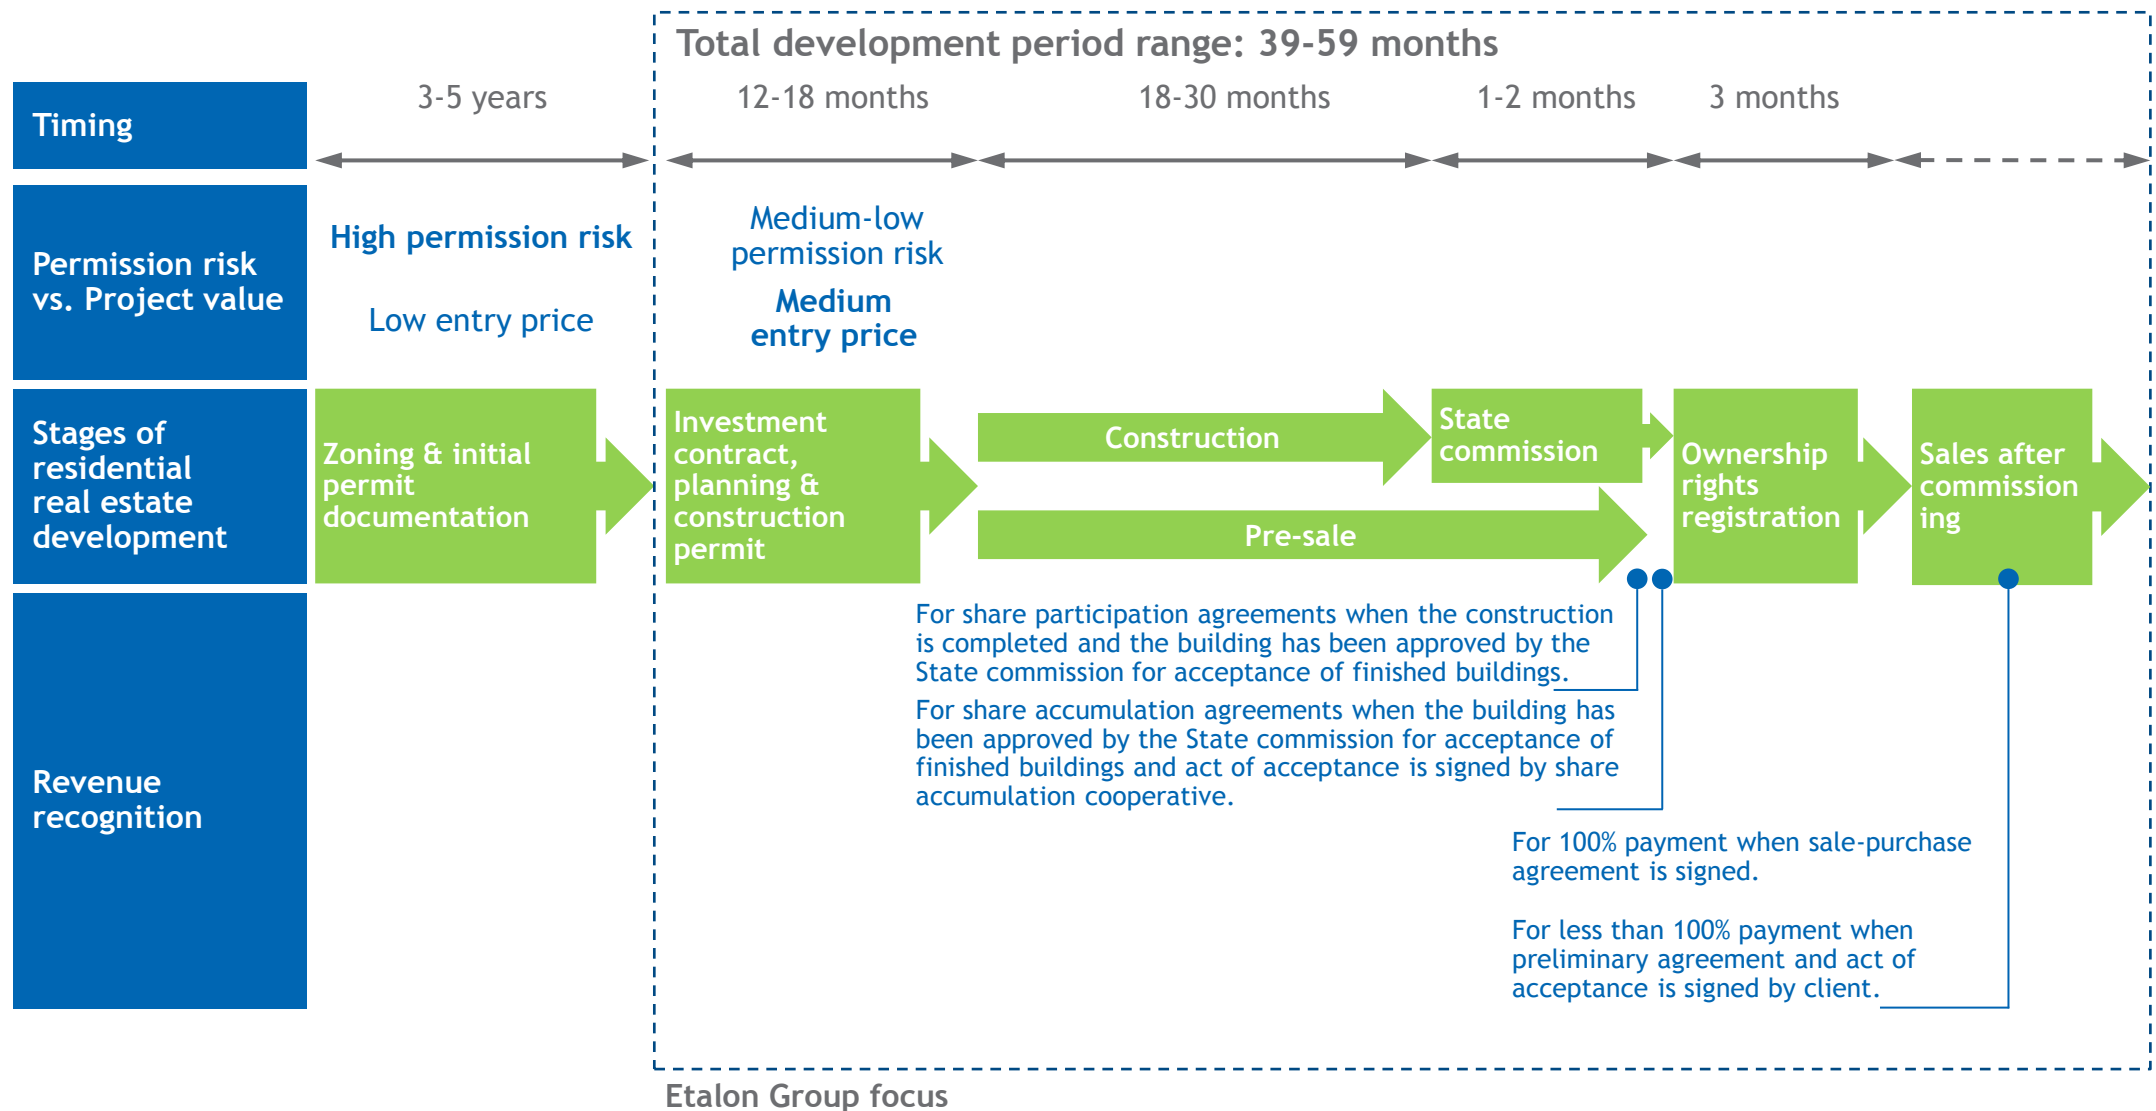 Total development period range: 39-59 months
Timing
3-5 years
12-18 months
18-30 months
1-2 months
3 months
Permission risk
vs. Project value
High permission risk
Low entry price
Medium-low
permission risk
Medium
entry price
Stages of
residential
real estate
development
Zoning & initial
permit
documentation
Investment
contract,
planning &
construction
permit
Construction
Pre-sale
State
commission
Ownership
rights
registration
Sales after
commission
ing
Revenue
recognition
For share participation agreements when the construction
is completed and the building has been approved by the
State commission for acceptance of finished buildings.
For share accumulation agreements when the building has
been approved by the State commission for acceptance of
finished buildings and act of acceptance is signed by share
accumulation cooperative.
For 100% payment when sale-purchase
agreement is signed.
For less than 100% payment when
preliminary agreement and act of
acceptance is signed by client.
Etalon Group focus